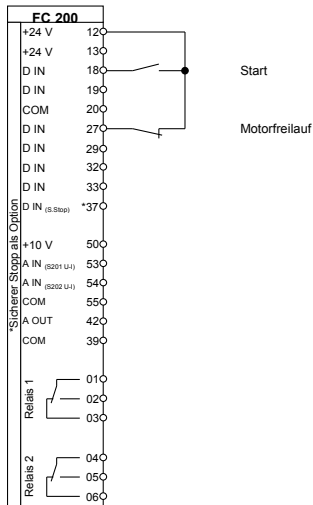 FC 200
+24 V 12
+24 V 13
D IN 18 Start
D IN 19
COM 20
D IN 27 Motorfreilauf
D IN 29
D IN 32
D IN 33
D IN (S.Stop) *37
+10 V 50
A IN (S201 U-I) 53
A IN (S202 U-I) 54
COM 55
A OUT 42
COM 39
*Sicherer Stopp als Option
Relais 1
01
02
03
Relais 2
04
05
06